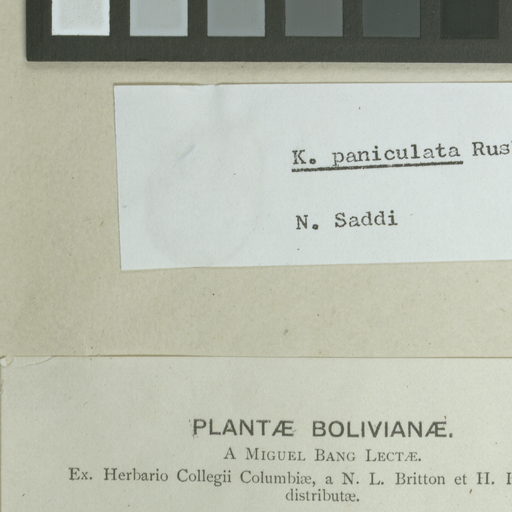 K. paniculata Rus
N. Saddi
PLANTÆ BOLIVIANÆ.
A MIGUEL BANG LECTÆ.
Ex. Herbario Collegii Columbiæ, a N. L. Britton et H. H
distributæ.